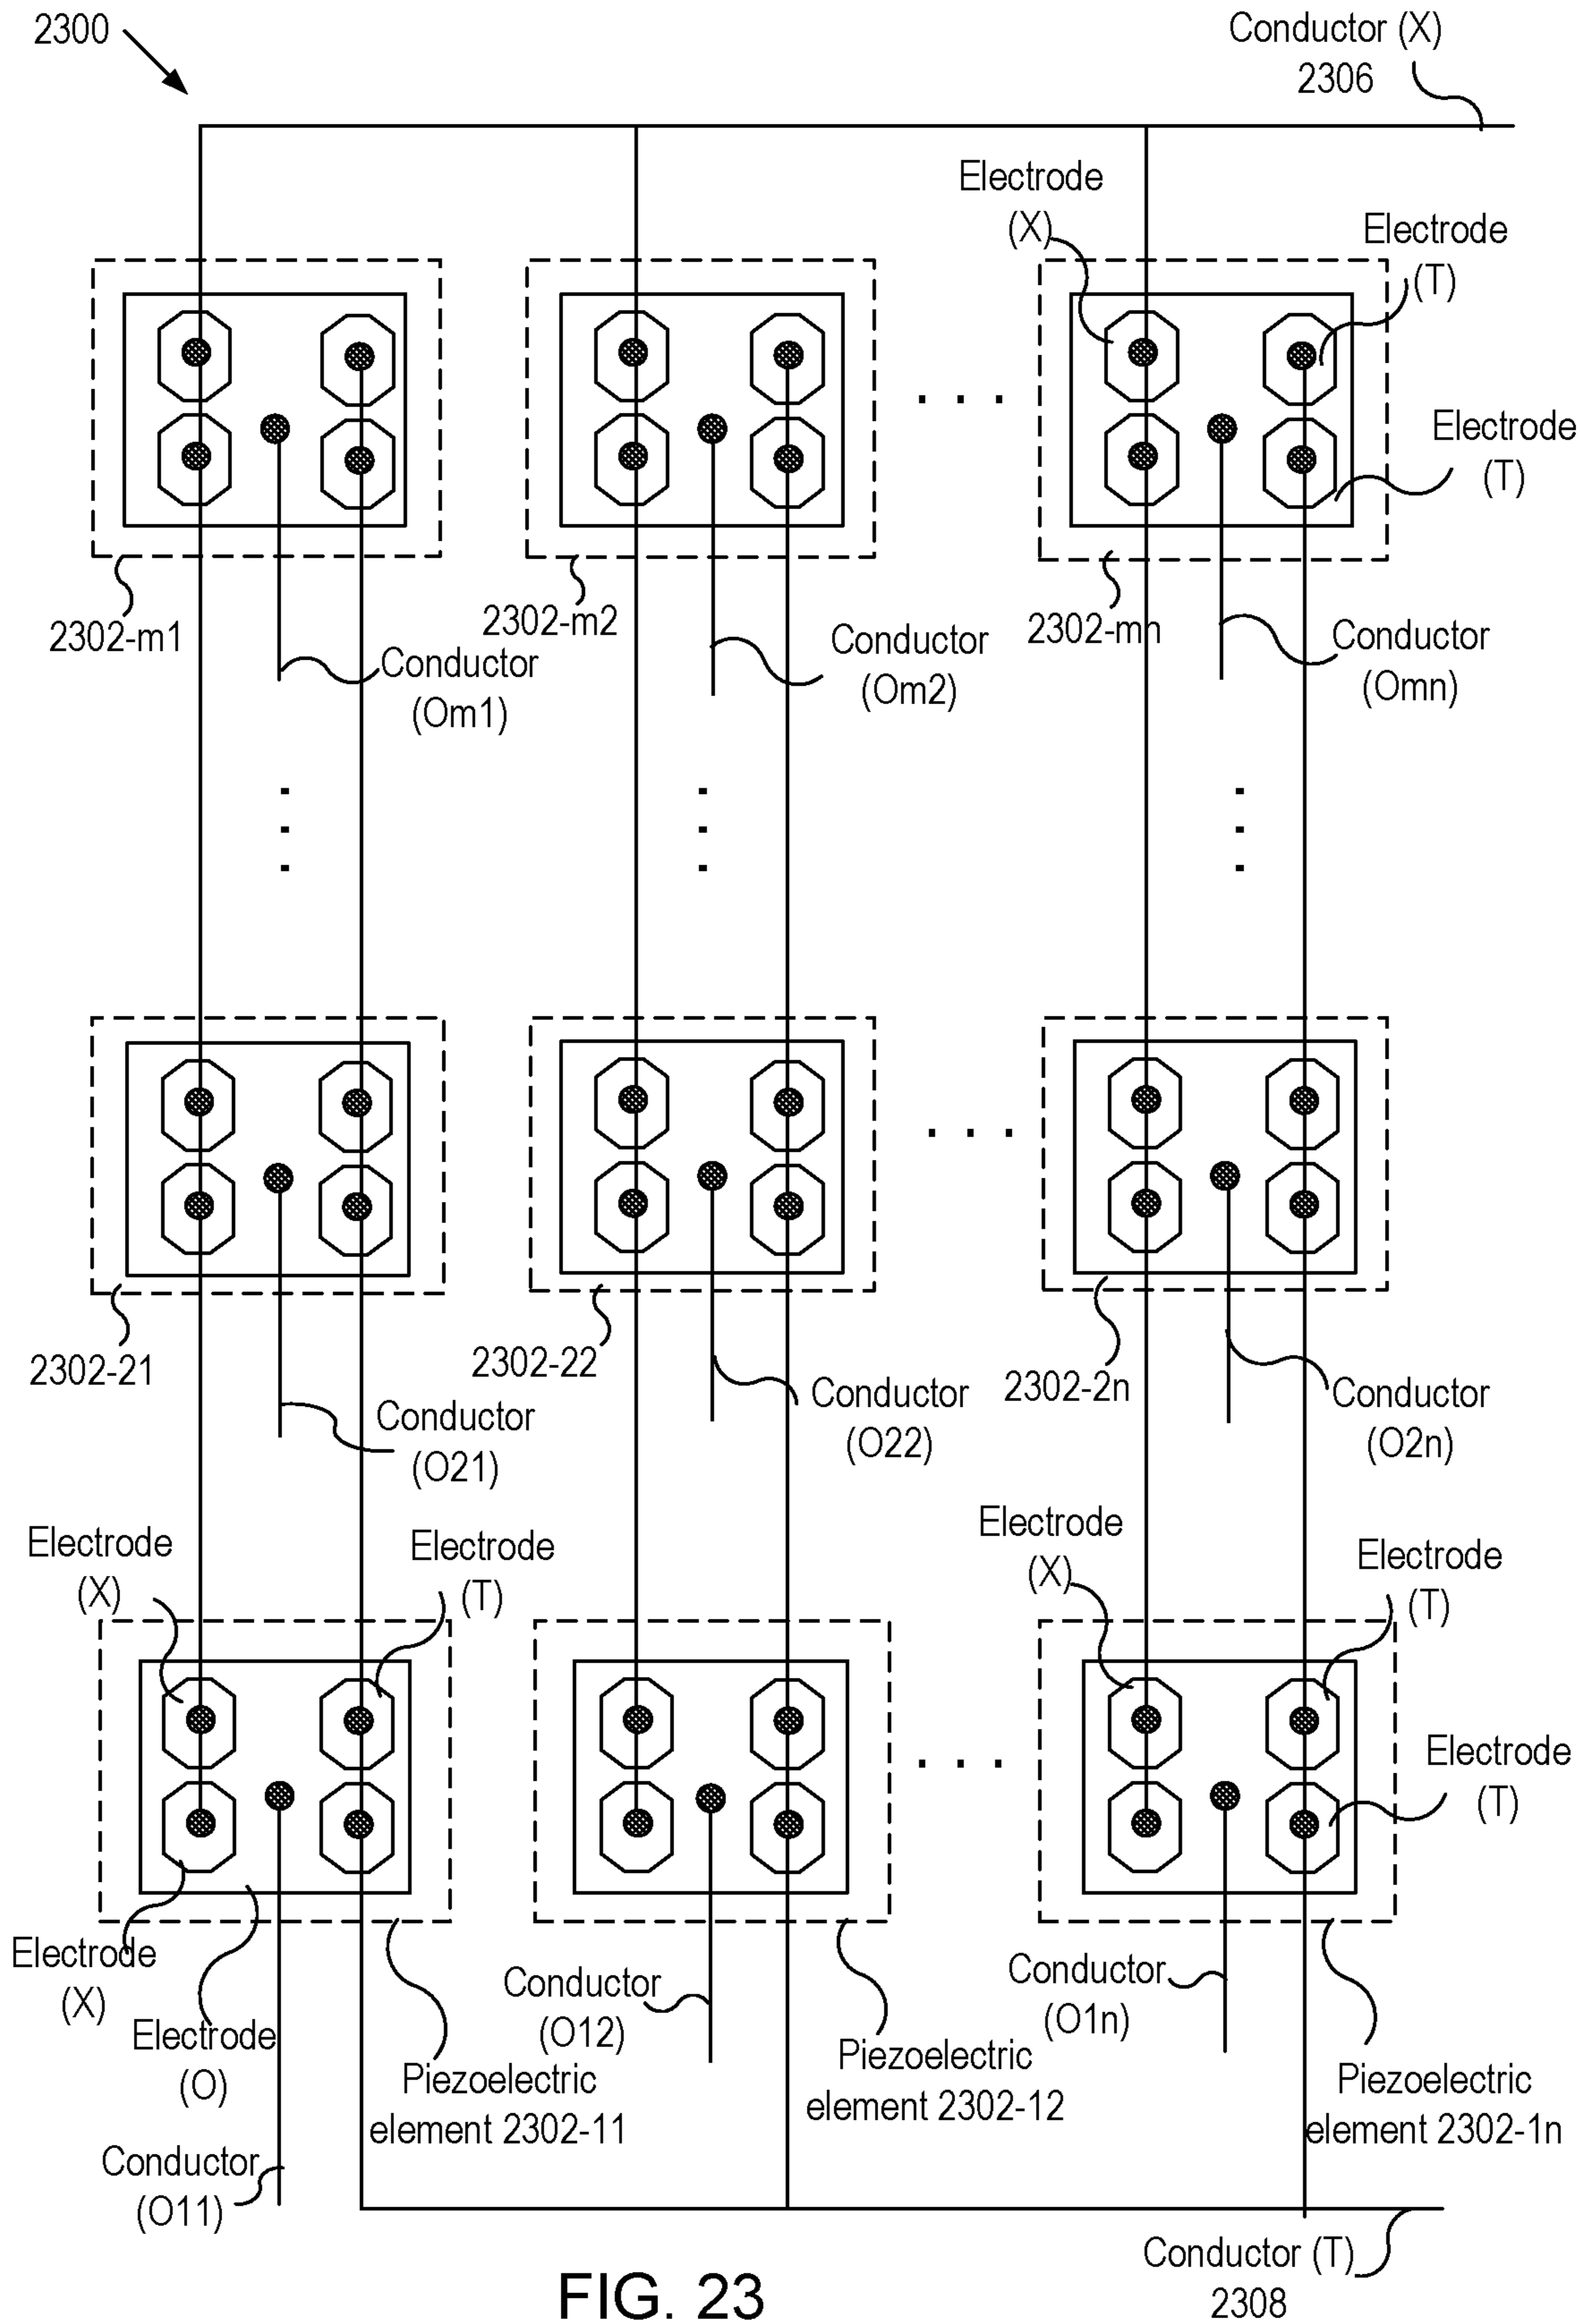 2300
Conductor (X)
2306
Electrode
(X)
Electrode
(T)
Electrode
(T)
2302-m1
2302-m2
2302-mn
Conductor
(Om1)
Conductor
(Om2)
Conductor
(Omn)
2302-21
2302-22
2302-2n
Conductor
(O21)
Conductor
(O22)
Conductor
(O2n)
Electrode
(X)
Electrode
(T)
Electrode
(X)
Electrode
(T)
Electrode
(T)
Electrode
(X)
Electrode
(O)
Conductor
(O11)
Piezoelectric
element 2302-11
Conductor
(O12)
Piezoelectric
element 2302-12
Conductor
(O1n)
Piezoelectric
element 2302-1n
Conductor (T)
2308
FIG. 23